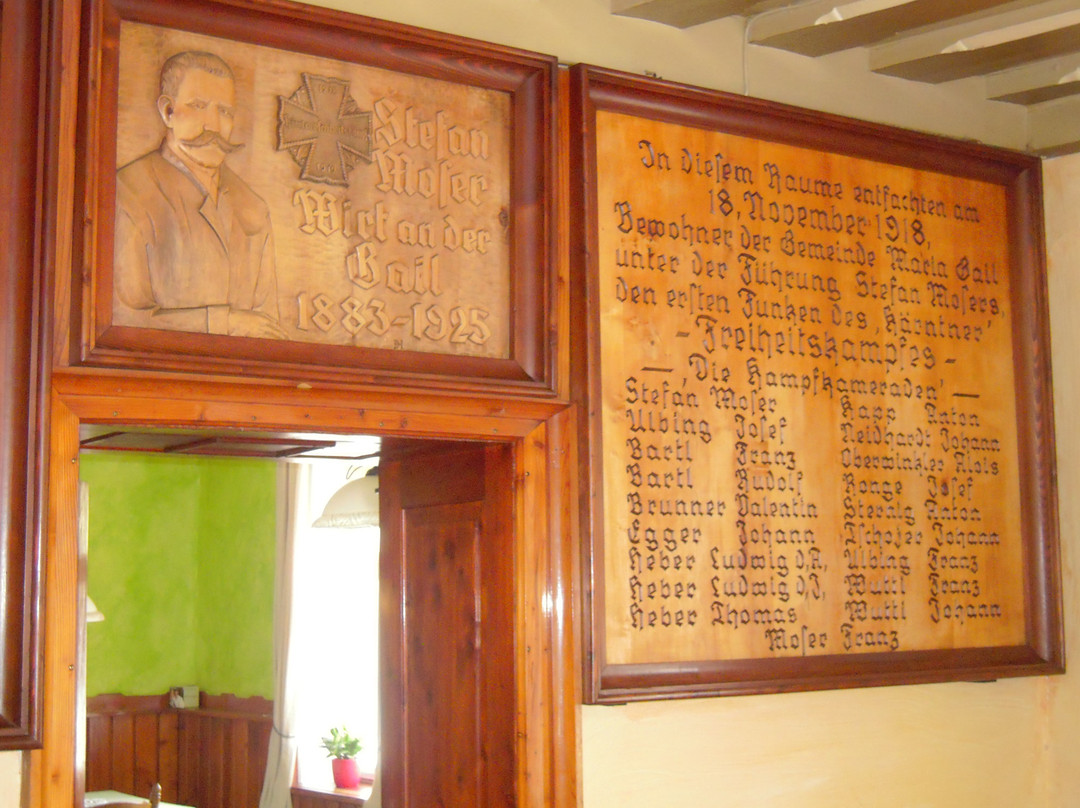 Stefan
Moser
Wirt an der
Gail
1883-1925
In diesem Raume entfachten am
18, November 1918,
Bewohner der Gemeinde Maria Gail
unter der Führung Stefan Mosers,
den ersten Funken des ‚Kärntner'
- Freiheitskampfes -
— ‚Die Kampfkameraden' —
Stefan Moser Kapp Anton
Ulbing Josef Neidhardt Johann
Bartl Franz Oberwinkler Alois
Bartl Rudolf Ronge Josef
Brunner Valentin Sternig Anton
Egger Johann Tschofer Johann
Heber Ludwig d,Ä, Ulbing Franz
Heber Ludwig d,J, Wuttl Franz
Heber Thomas Wuttl Johann
Moser Franz